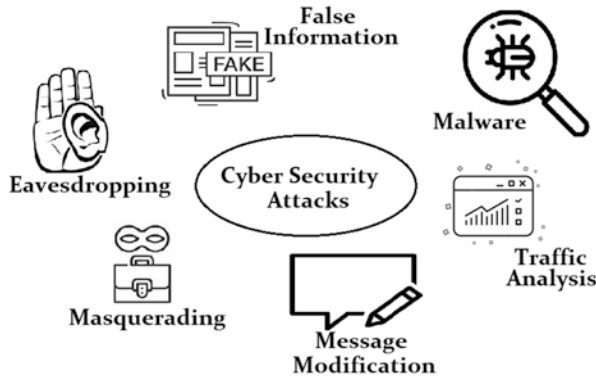 False
Information
FAKE
Malware
Eavesdropping
Cyber Security
Attacks
Traffic
Analysis
Masquerading
Message
Modification